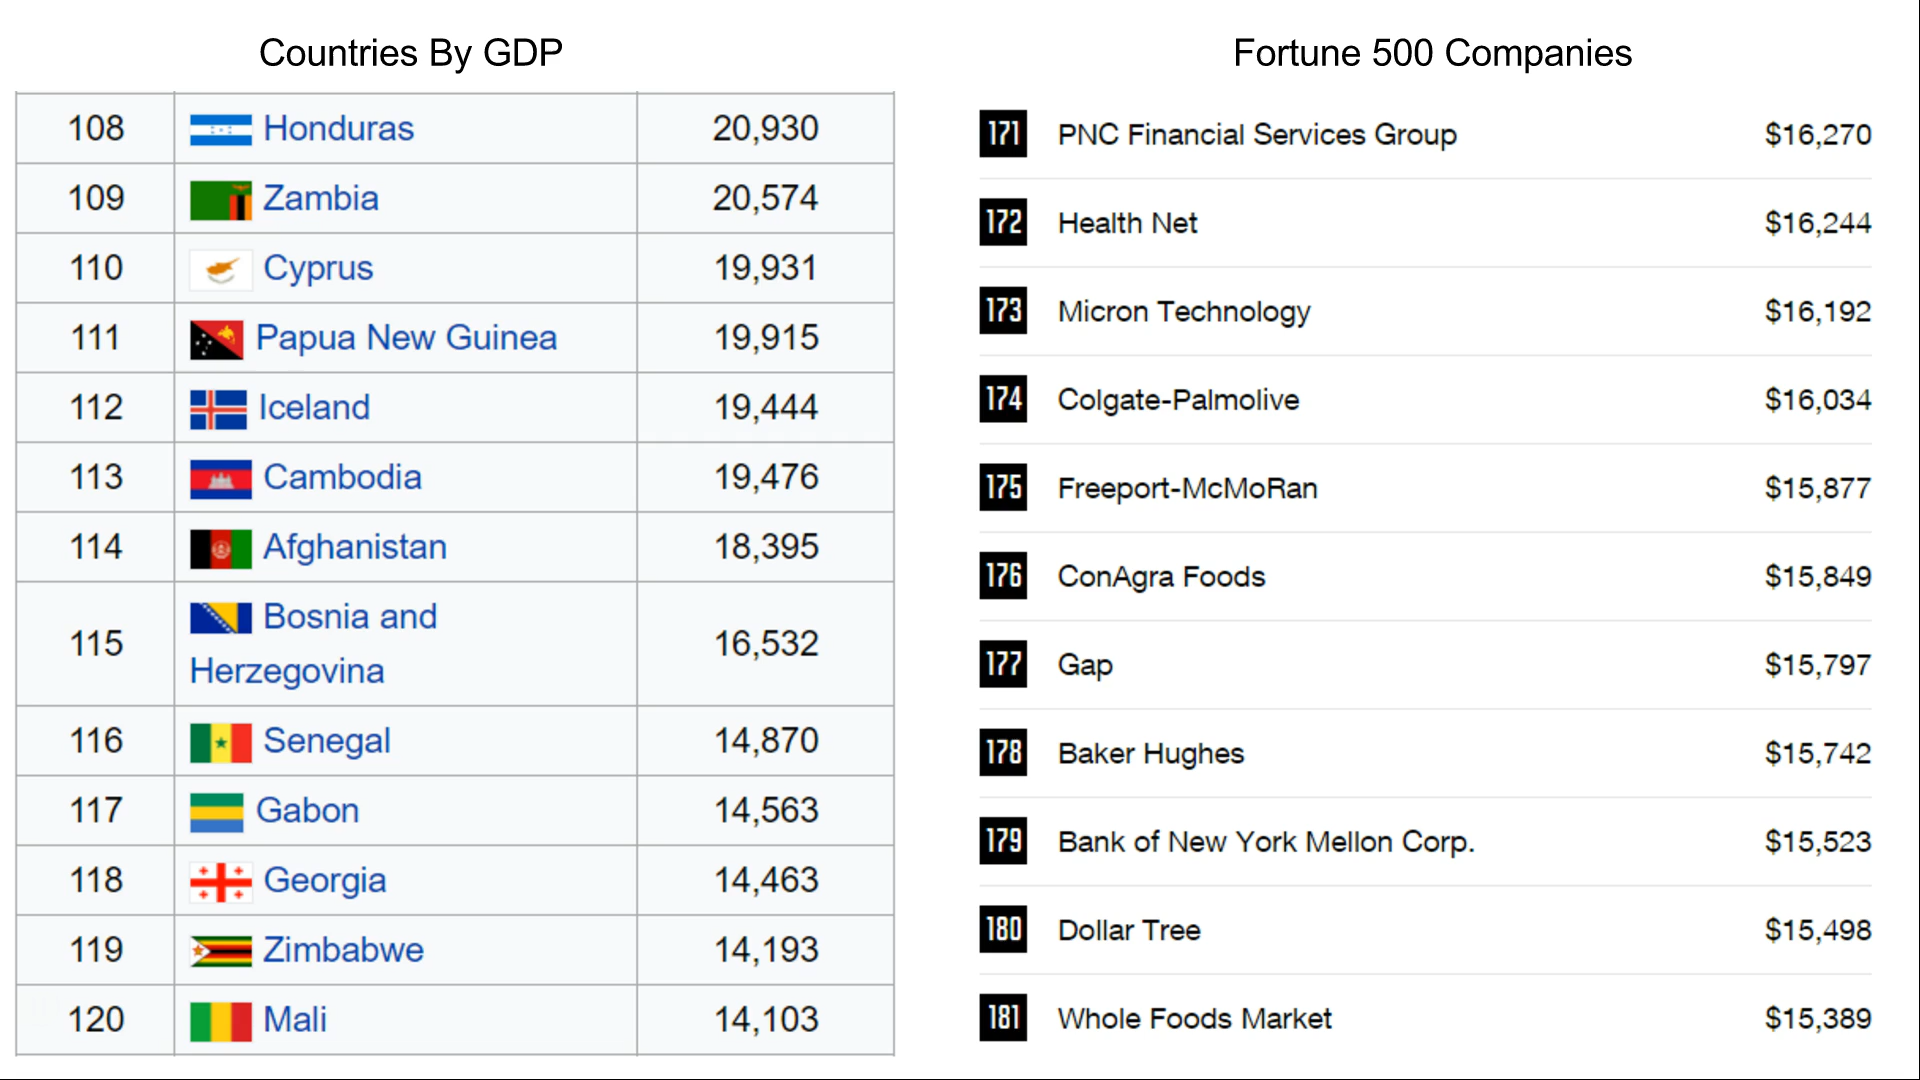 Countries By GDP
108 Honduras 20,930
109 Zambia 20,574
110 Cyprus 19,931
111 Papua New Guinea 19,915
112 Iceland 19,444
113 Cambodia 19,476
114 Afghanistan 18,395
115 Bosnia and
Herzegovina 16,532
116 Senegal 14,870
117 Gabon 14,563
118 Georgia 14,463
119 Zimbabwe 14,193
120 Mali 14,103
Fortune 500 Companies
171 PNC Financial Services Group $16,270
172 Health Net $16,244
173 Micron Technology $16,192
174 Colgate-Palmolive $16,034
175 Freeport-McMoRan $15,877
176 ConAgra Foods $15,849
177 Gap $15,797
178 Baker Hughes $15,742
179 Bank of New York Mellon Corp. $15,523
180 Dollar Tree $15,498
181 Whole Foods Market $15,389